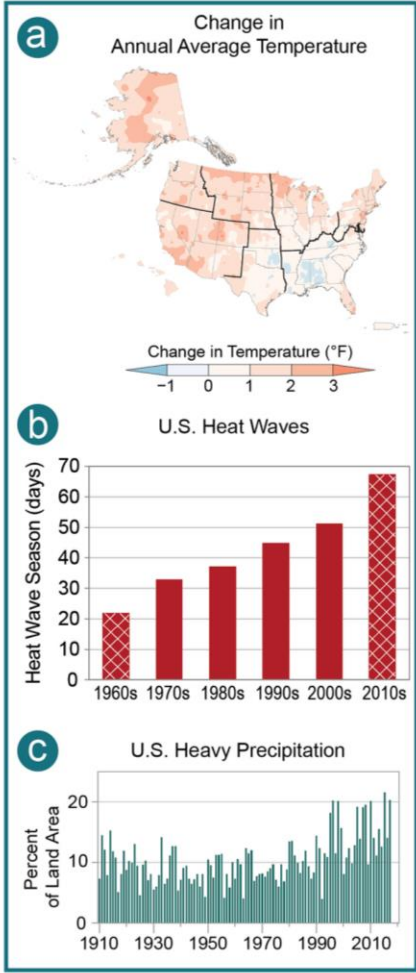 a
Change in
Annual Average Temperature
Change in Temperature (°F)
−1 0 1 2 3
b
U.S. Heat Waves
Heat Wave Season (days)
70
60
50
40
30
20
10
0
1960s 1970s 1980s 1990s 2000s 2010s
c
U.S. Heavy Precipitation
Percent
of Land Area
20
10
0
1910 1930 1950 1970 1990 2010